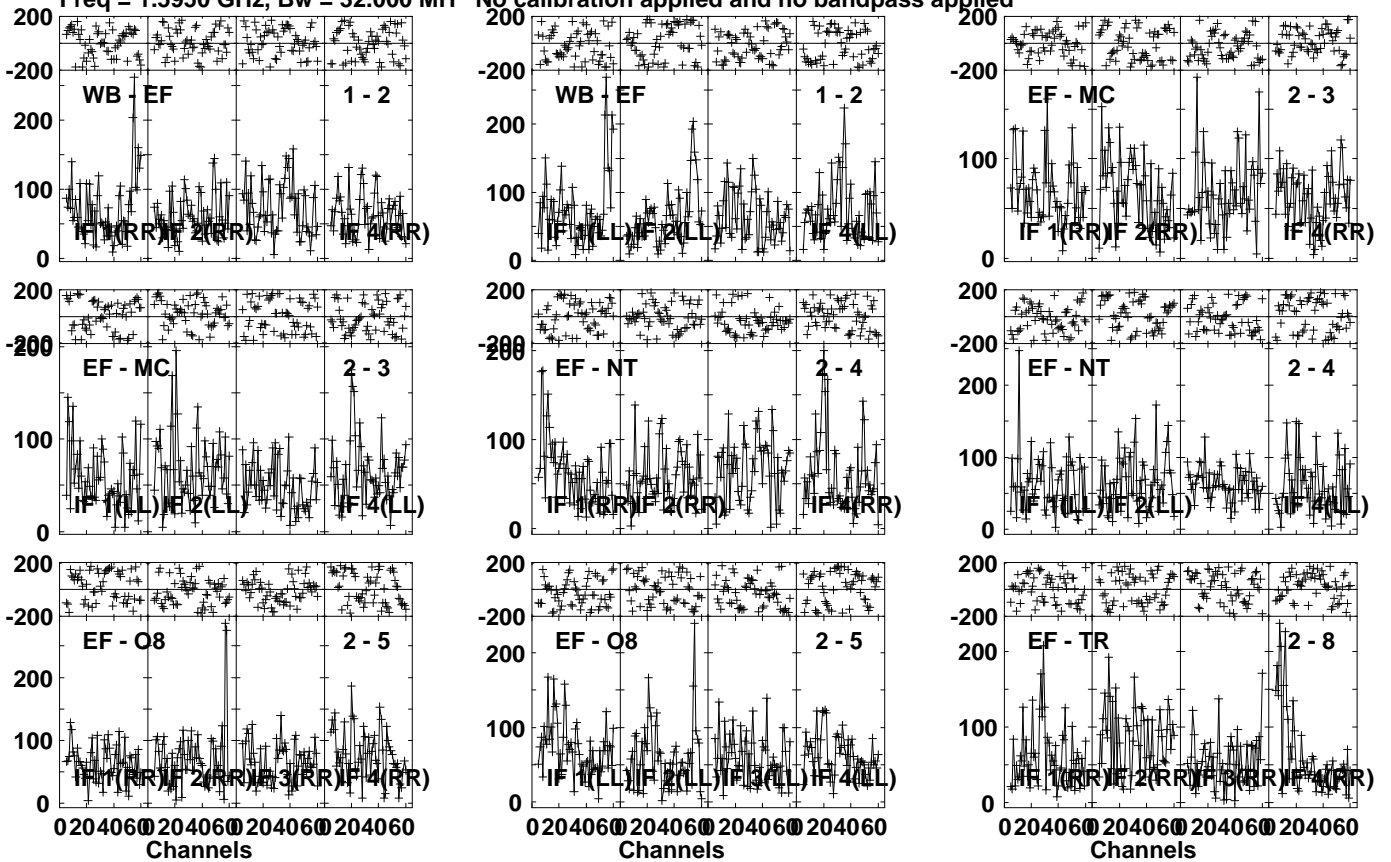 Freq = 1.5950 GHz, Bw = 32.000 MH No calibration applied and no bandpass applied
200
-200
WB - EF 1 - 2
200
100
0
IF 1(RR) IF 2(RR) IF 4(RR)
200
-200
WB - EF 1 - 2
200
100
0
IF 1(LL) IF 2(LL) IF 4(LL)
200
-200
EF - MC 2 - 3
100
0
IF 1(RR) IF 2(RR) IF 4(RR)
200
-200
200
EF - MC 2 - 3
100
0
IF 1(LL) IF 2(LL) IF 4(LL)
200
-200
200
EF - NT 2 - 4
100
0
IF 1(RR) IF 2(RR) IF 4(RR)
200
-200
EF - NT 2 - 4
200
100
0
IF 1(LL) IF 2(LL) IF 4(LL)
200
-200
EF - O8 2 - 5
200
100
0
IF 1(RR) IF 2(RR) IF 3(RR) IF 4(RR)
0 20 40 60 0 20 40 60 0 20 40 60 0 20 40 60
Channels
200
-200
EF - O8 2 - 5
200
100
0
IF 1(LL) IF 2(LL) IF 3(LL) IF 4(LL)
0 20 40 60 0 20 40 60 0 20 40 60 0 20 40 60
Channels
200
-200
EF - TR 2 - 8
200
100
0
IF 1(RR) IF 2(RR) IF 3(RR) IF 4(RR)
0 20 40 60 0 20 40 60 0 20 40 60 0 20 40 60
Channels